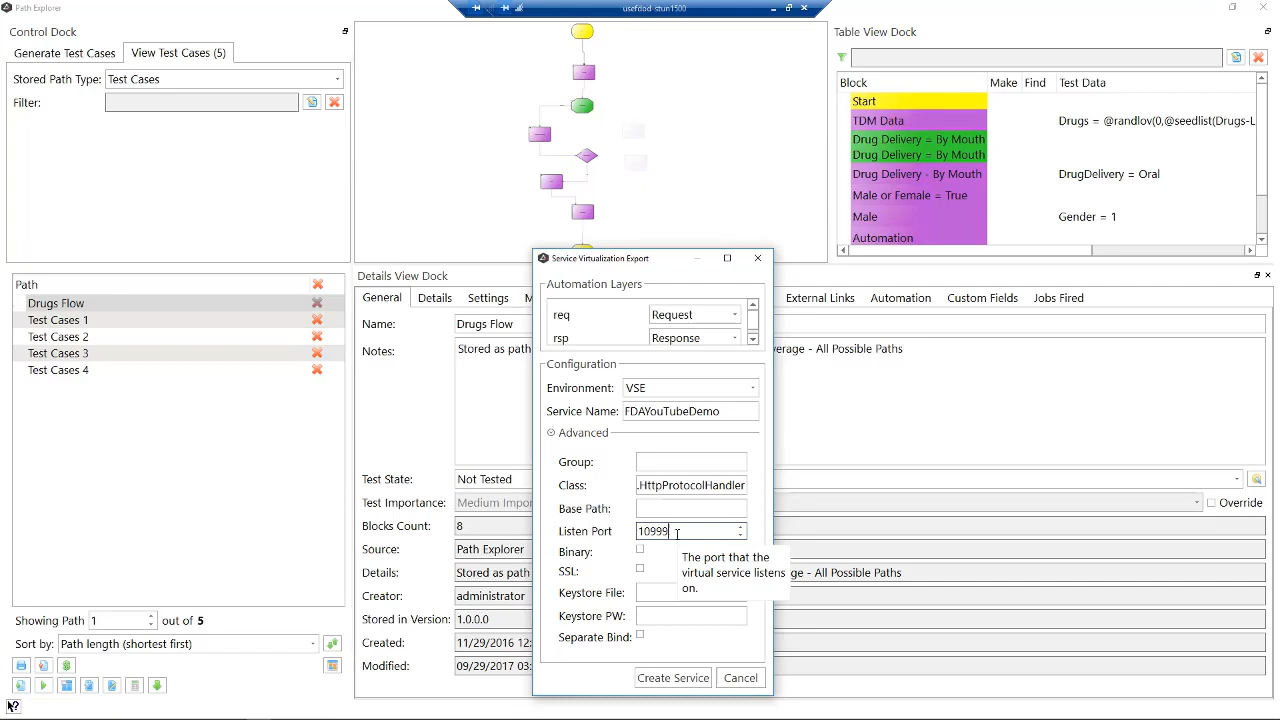 Path Explorer
usefdod-stun1500
Control Dock
Generate Test Cases
View Test Cases (5)
Stored Path Type:
Test Cases
Filter:
Table View Dock
Block Make Find Test Data
Start
TDM Data Drugs = @randlov(0,@seedlist(Drugs-L
Drug Delivery = By Mouth
Drug Delivery = By Mouth
Drug Delivery - By Mouth DrugDelivery = Oral
Male or Female = True
Male Gender = 1
Automation
Path
Drugs Flow
Test Cases 1
Test Cases 2
Test Cases 3
Test Cases 4
Showing Path 1 out of 5
Sort by: Path length (shortest first)
Details View Dock
General Details Settings M External Links Automation Custom Fields Jobs Fired
Name: Drugs Flow
Notes: Stored as path erage - All Possible Paths
Test State: Not Tested
Test Importance: Medium Impor Override
Blocks Count: 8
Source: Path Explorer
Details: Stored as path ge - All Possible Paths
Creator: administrator
Stored in Version: 1.0.0.0
Created: 11/29/2016 12:
Modified: 09/29/2017 03:
Service Virtualization Export
Automation Layers
req Request
rsp Response
Configuration
Environment: VSE
Service Name: FDAYouTubeDemo
Advanced
Group:
Class: .HttpProtocolHandler
Base Path:
Listen Port 10999
Binary:
SSL:
Keystore File:
Keystore PW:
Separate Bind:
The port that the
virtual service listens
on.
Create Service Cancel